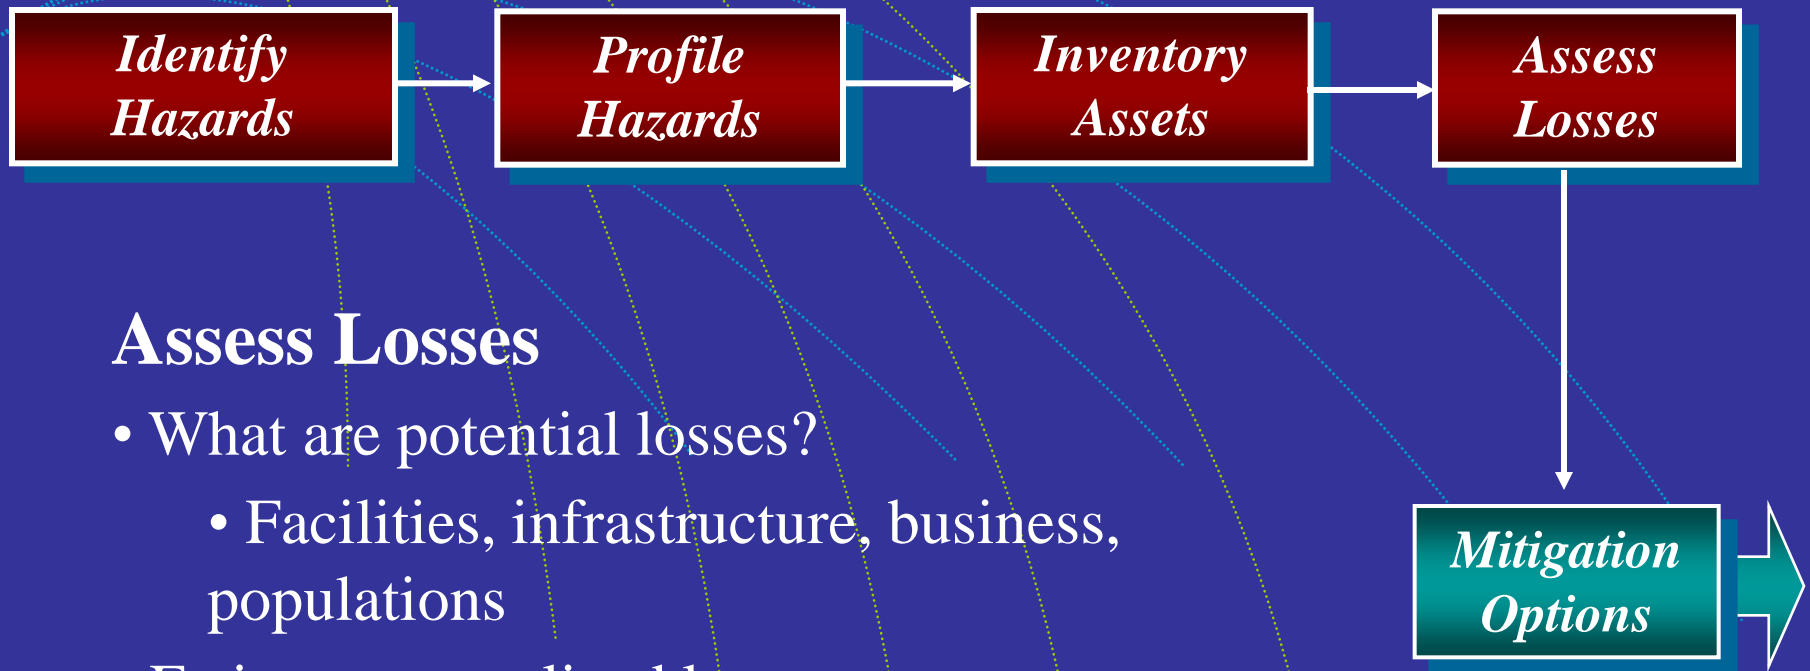 Identify
Hazards
Profile
Hazards
Inventory
Assets
Assess
Losses
Assess Losses
• What are potential losses?
• Facilities, infrastructure, business,
populations
Mitigation
Options